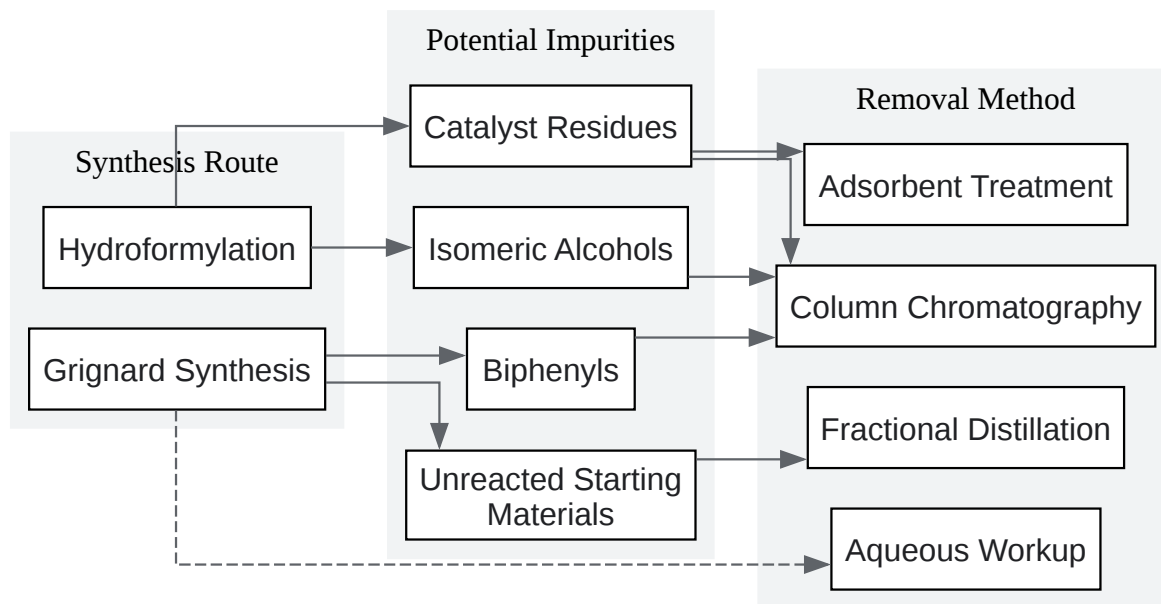 Synthesis Route
Hydroformylation
Grignard Synthesis
Potential Impurities
Catalyst Residues
Isomeric Alcohols
Biphenyls
Unreacted Starting
Materials
Removal Method
Adsorbent Treatment
Column Chromatography
Fractional Distillation
Aqueous Workup